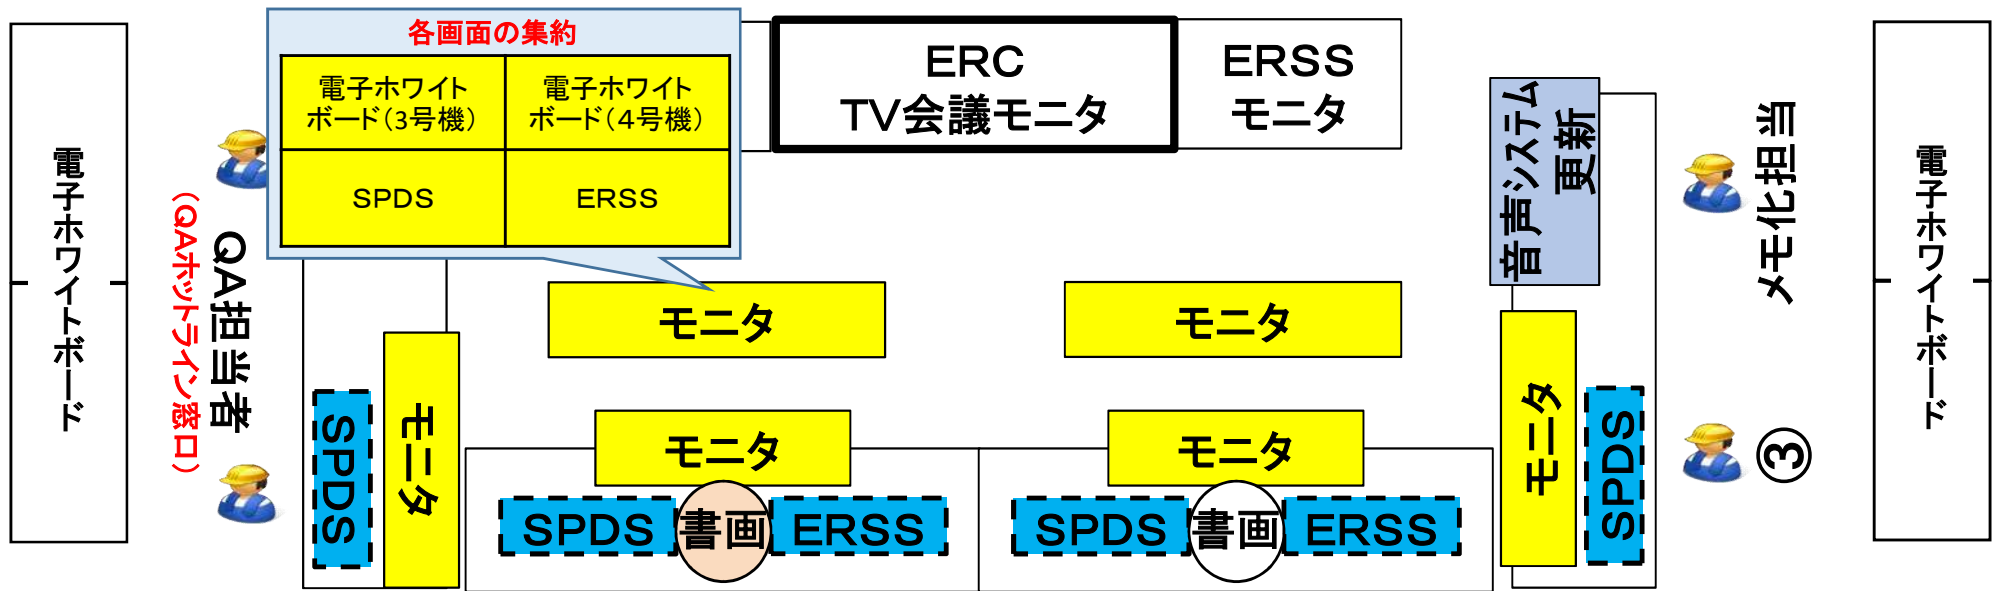 電子ホワイトボード
各画面の集約
電子ホワイト
ボード(3号機)
電子ホワイト
ボード(4号機)
SPDS
ERSS
ERC
TV会議モニタ
ERSS
モニタ
音声システム
更新
メモ化担当
電子ホワイトボード
QA担当者
(QAホットライン窓口)
モニタ
モニタ
SPDS
モニタ
モニタ
モニタ
モニタ
SPDS
③
SPDS
書画
ERSS
SPDS
書画
ERSS